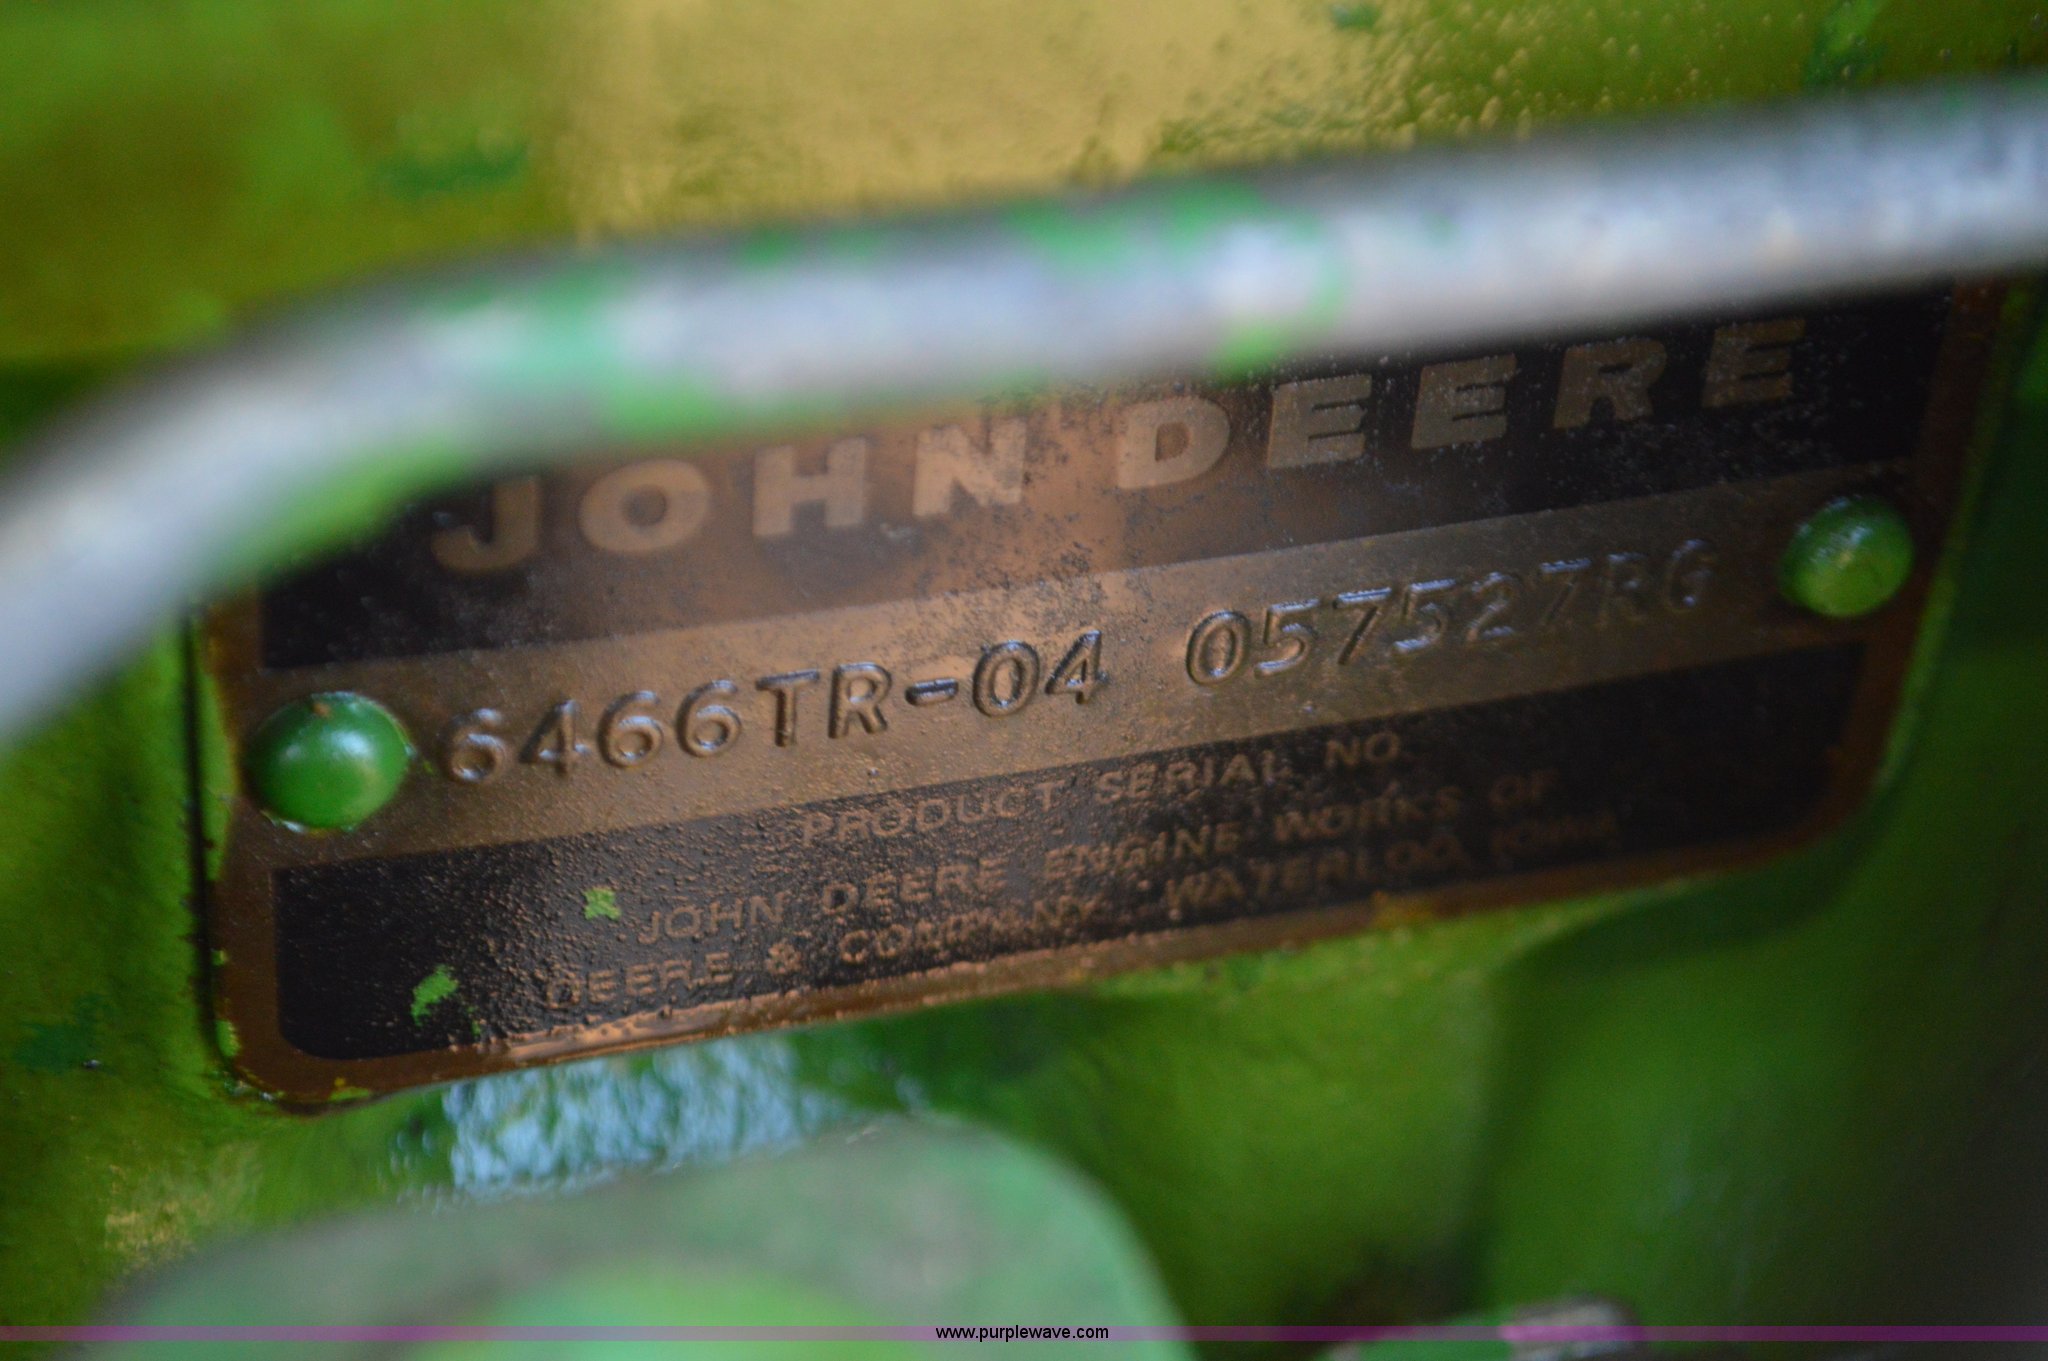 JOHN DEERE
6466TR-04 057527RG
PRODUCT SERIAL NO.
JOHN DEERE ENGINE WORKS OF
DEERE & COMPANY WATERLOO, IOWA
www.purplewave.com